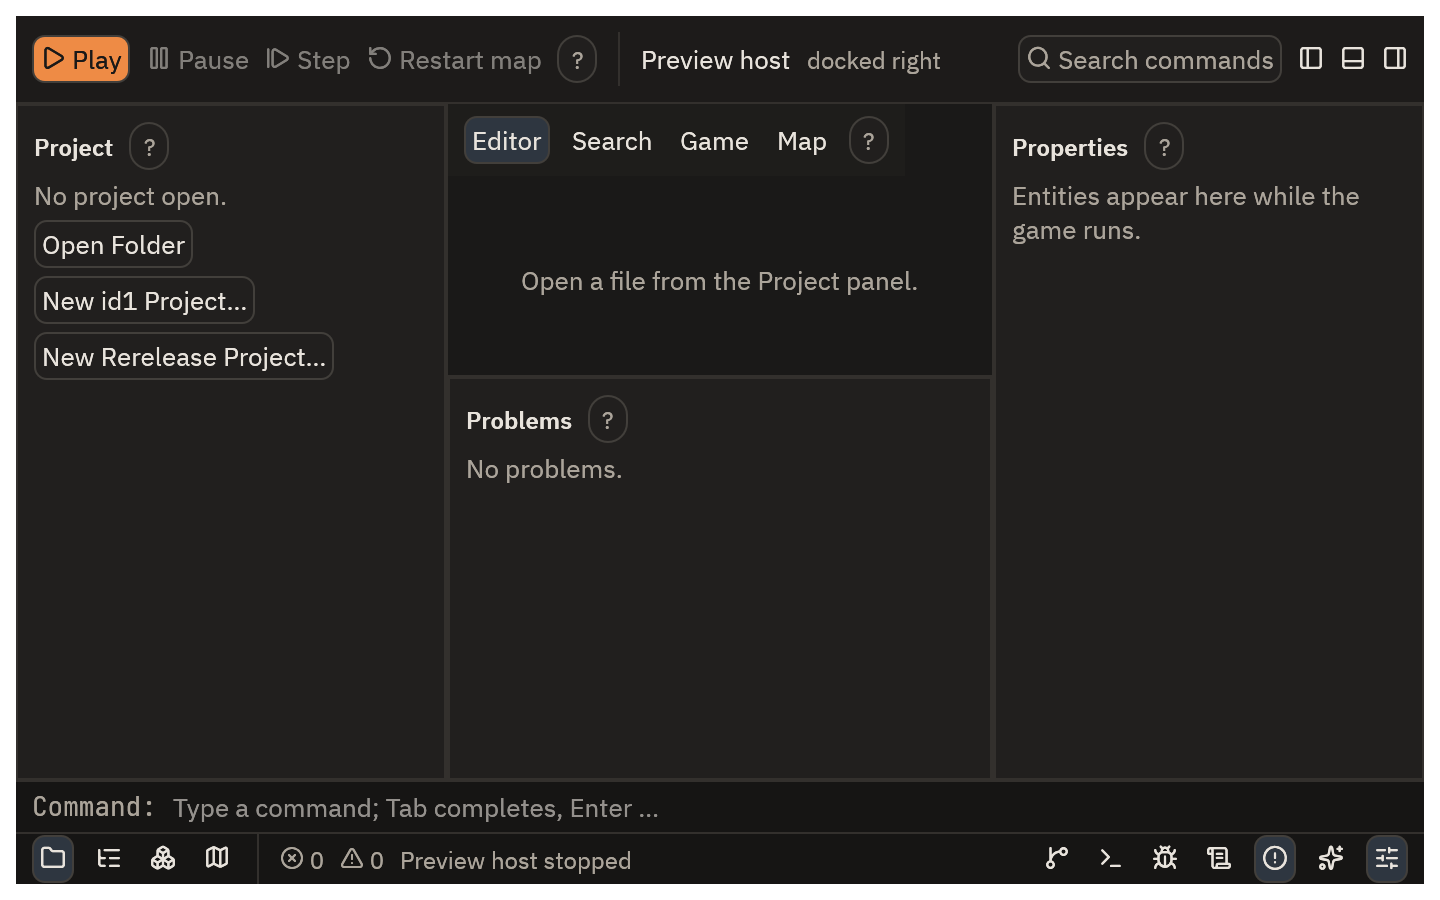 Play Pause Step Restart map ? Preview host docked right Search commands
Project ?
No project open.
Open Folder
New id1 Project...
New Rerelease Project...
Editor Search Game Map ?
Open a file from the Project panel.
Problems ?
No problems.
Properties ?
Entities appear here while the
game runs.
Command: Type a command; Tab completes, Enter ...
0 0 Preview host stopped